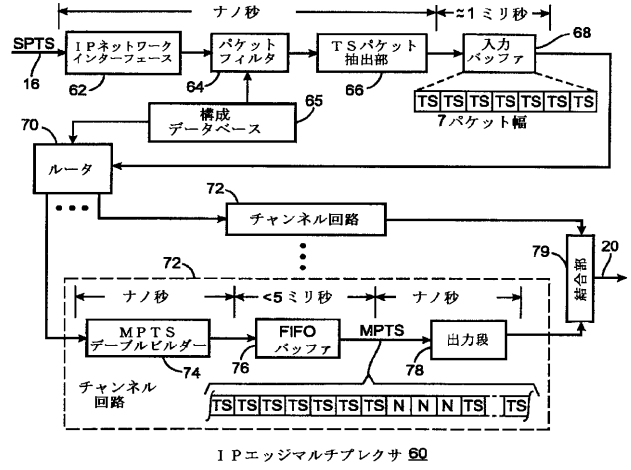 ナノ秒
≈1ミリ秒
SPTS
16
IPネットワーク
インターフェース
62
パケット
フィルタ
64
TSパケット
抽出部
66
入力
バッファ
68
TS TS TS TS TS TS TS
7パケット幅
構成
データベース
65
70
ルータ
72
チャンネル回路
79
結合部
20
72
ナノ秒
<5ミリ秒
ナノ秒
MPTS
テーブルビルダー
74
FIFO
バッファ
76
MPTS
出力段
78
チャンネル
回路
TS TS TS TS TS TS TS N N N TS TS
IPエッジマルチプレクサ 60